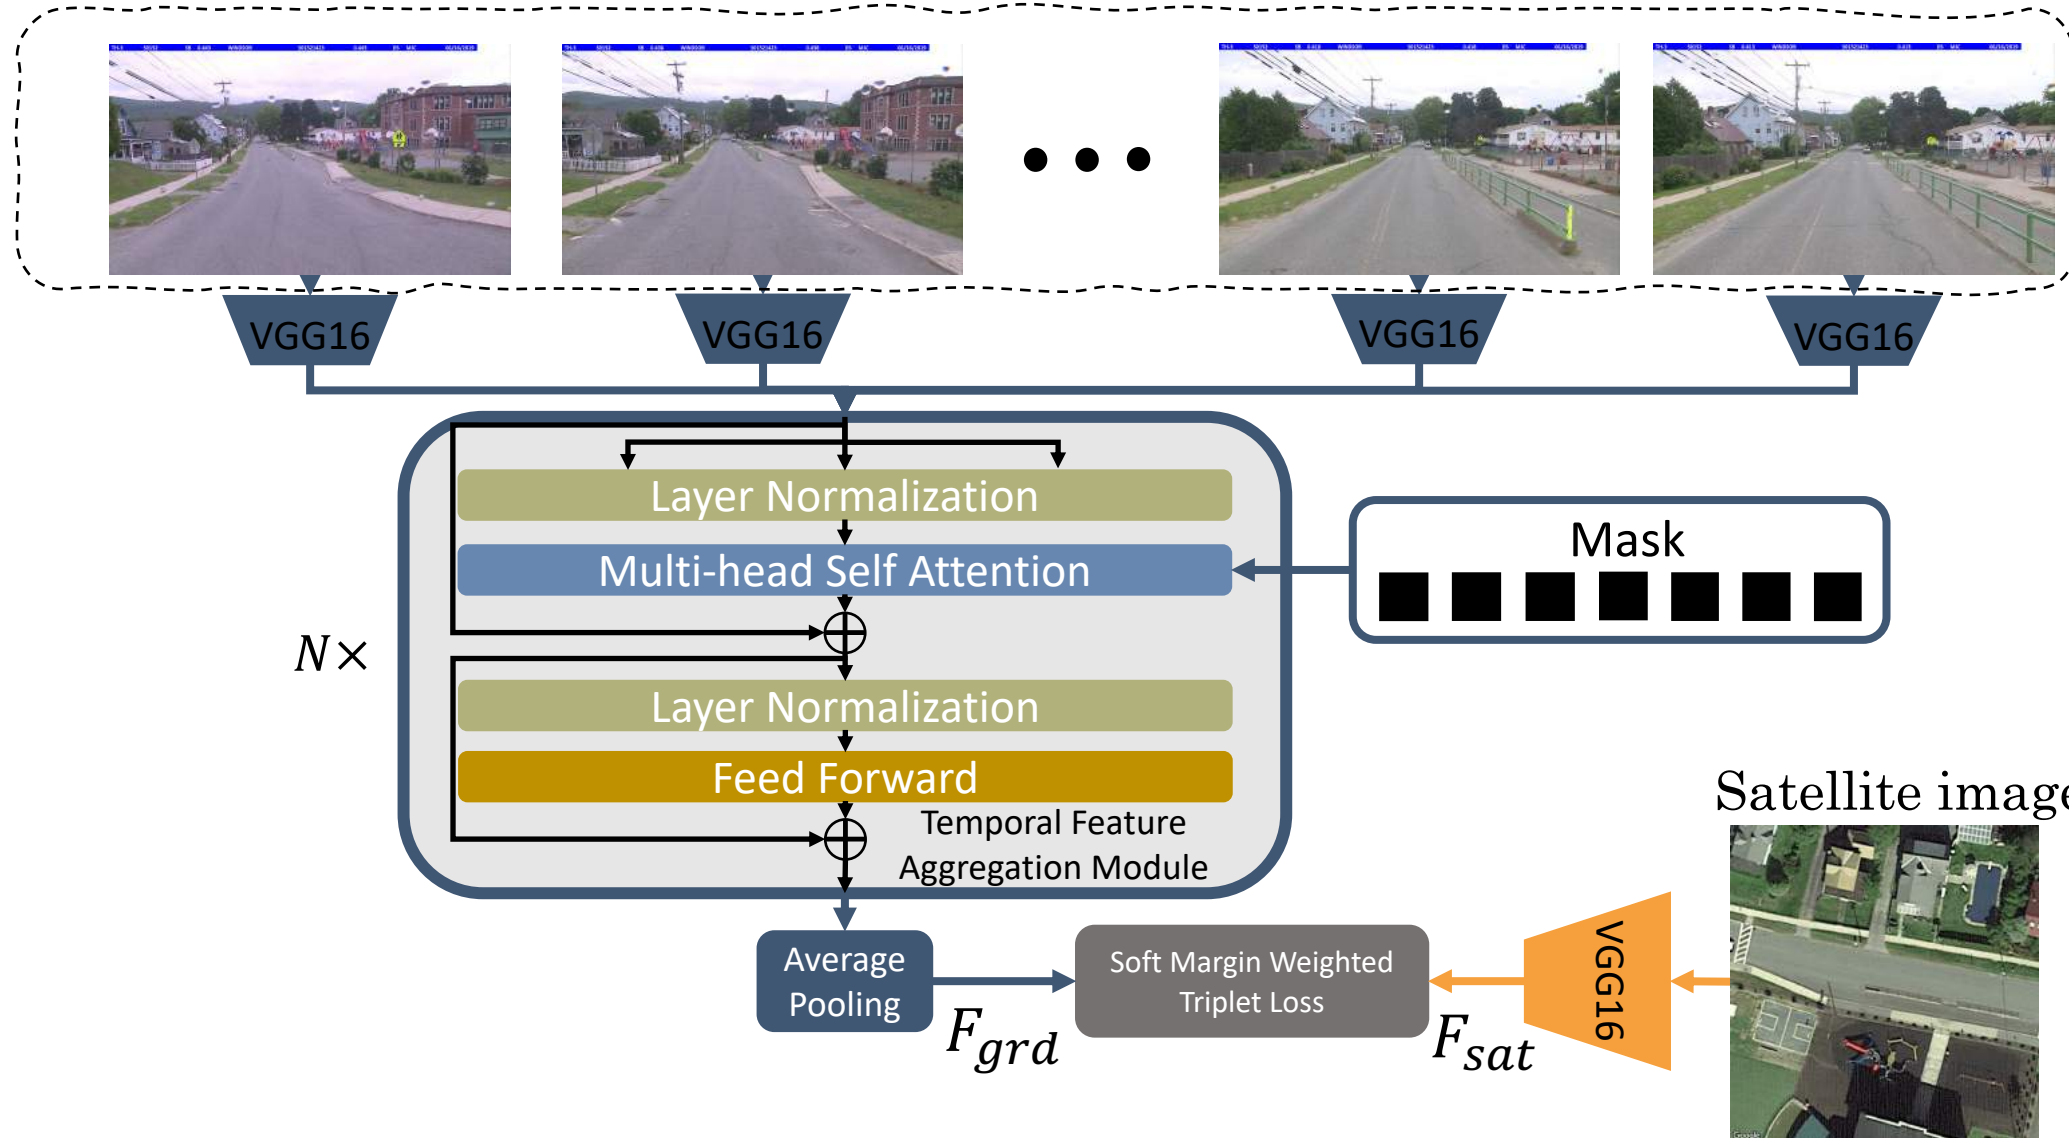 VGG16
VGG16
VGG16
VGG16
Layer Normalization
Multi-head Self Attention
Mask
N×
Layer Normalization
Feed Forward
Temporal Feature
Aggregation Module
Satellite image
Average
Pooling
Soft Margin Weighted
Triplet Loss
VGG16
F_grd
F_sat
Google